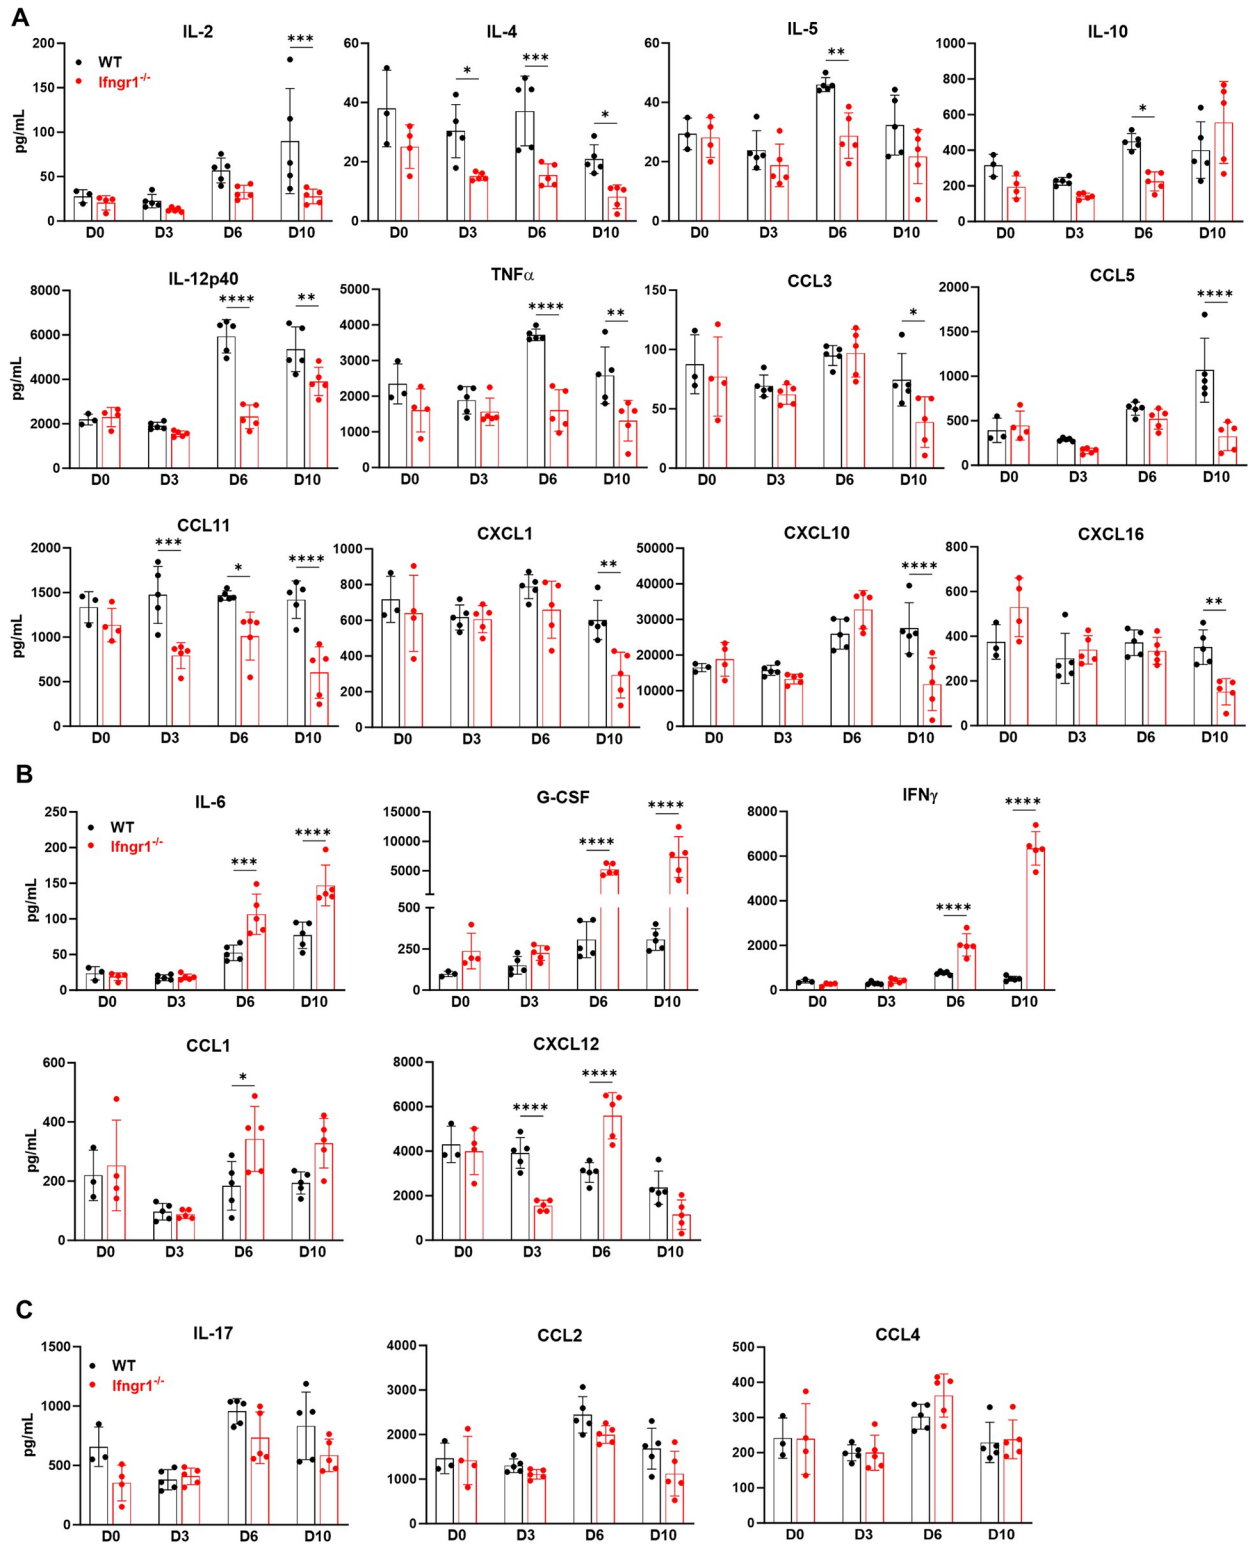 A
IL-2
IL-4
IL-5
IL-10
200
150
100
50
0
pg/mL
WT
Ifngr1-/-
***
D0 D3 D6 D10
60
40
20
0
*
***
*
D0 D3 D6 D10
60
40
20
0
**
D0 D3 D6 D10
1000
800
600
400
200
0
*
D0 D3 D6 D10
IL-12p40
TNFα
CCL3
CCL5
8000
6000
4000
2000
0
pg/mL
****
**
D0 D3 D6 D10
5000
4000
3000
2000
1000
0
****
**
D0 D3 D6 D10
150
100
50
0
*
D0 D3 D6 D10
2000
1500
1000
500
0
****
D0 D3 D6 D10
CCL11
CXCL1
CXCL10
CXCL16
2000
1500
1000
500
0
pg/mL
***
*
****
D0 D3 D6 D10
1000
800
600
400
200
0
**
D0 D3 D6 D10
50000
40000
30000
20000
10000
0
****
D0 D3 D6 D10
800
600
400
200
0
**
D0 D3 D6 D10
B
IL-6
G-CSF
IFNγ
250
200
150
100
50
0
pg/mL
WT
Ifngr1-/-
***
****
D0 D3 D6 D10
15000
10000
5000
500
250
0
****
****
D0 D3 D6 D10
8000
6000
4000
2000
0
****
****
D0 D3 D6 D10
CCL1
CXCL12
600
400
200
0
pg/mL
*
D0 D3 D6 D10
8000
6000
4000
2000
0
****
****
D0 D3 D6 D10
C
IL-17
CCL2
CCL4
1500
1000
500
0
pg/mL
WT
Ifngr1-/-
D0 D3 D6 D10
4000
3000
2000
1000
0
D0 D3 D6 D10
500
400
300
200
100
0
D0 D3 D6 D10